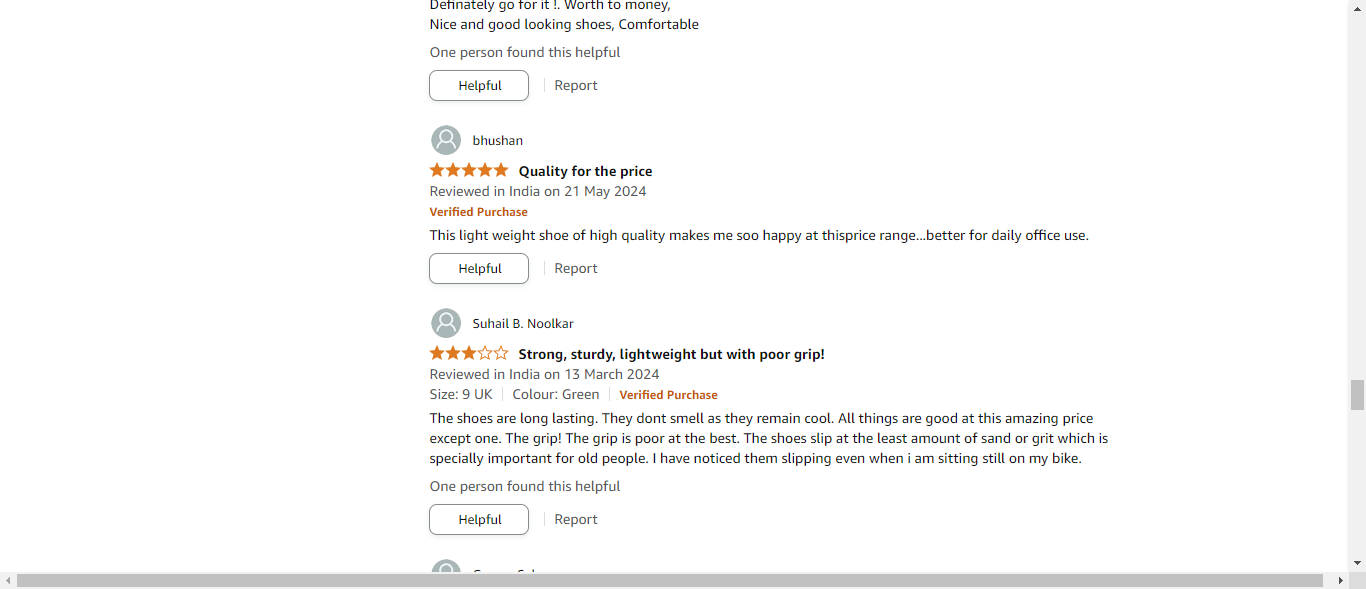 Definately go for it !. Worth to money,
Nice and good looking shoes, Comfortable
One person found this helpful
Helpful Report
bhushan
Quality for the price
Reviewed in India on 21 May 2024
Verified Purchase
This light weight shoe of high quality makes me soo happy at thisprice range...better for daily office use.
Helpful Report
Suhail B. Noolkar
Strong, sturdy, lightweight but with poor grip!
Reviewed in India on 13 March 2024
Size: 9 UK Colour: Green Verified Purchase
The shoes are long lasting. They dont smell as they remain cool. All things are good at this amazing price
except one. The grip! The grip is poor at the best. The shoes slip at the least amount of sand or grit which is
specially important for old people. I have noticed them slipping even when i am sitting still on my bike.
One person found this helpful
Helpful Report